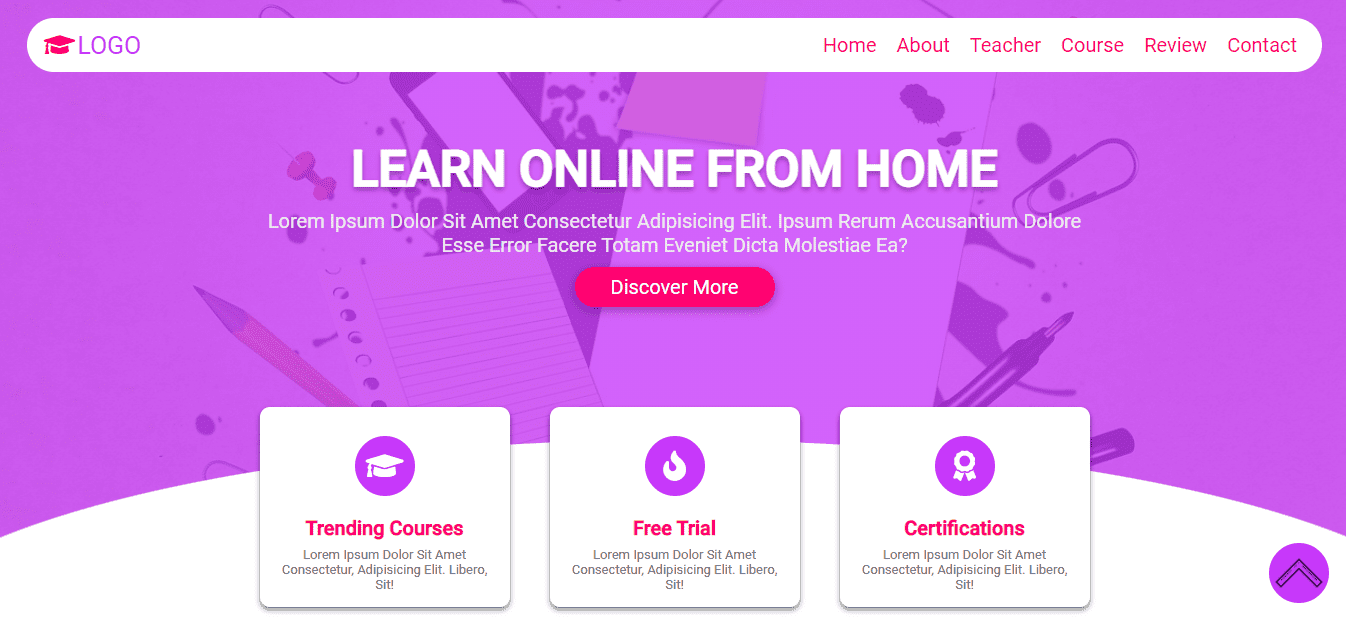 LOGO
Home About Teacher Course Review Contact
LEARN ONLINE FROM HOME
Lorem Ipsum Dolor Sit Amet Consectetur Adipisicing Elit. Ipsum Rerum Accusantium Dolore
Esse Error Facere Totam Eveniet Dicta Molestiae Ea?
Discover More
Trending Courses
Lorem Ipsum Dolor Sit Amet
Consectetur, Adipisicing Elit. Libero,
Sit!
Free Trial
Lorem Ipsum Dolor Sit Amet
Consectetur, Adipisicing Elit. Libero,
Sit!
Certifications
Lorem Ipsum Dolor Sit Amet
Consectetur, Adipisicing Elit. Libero,
Sit!